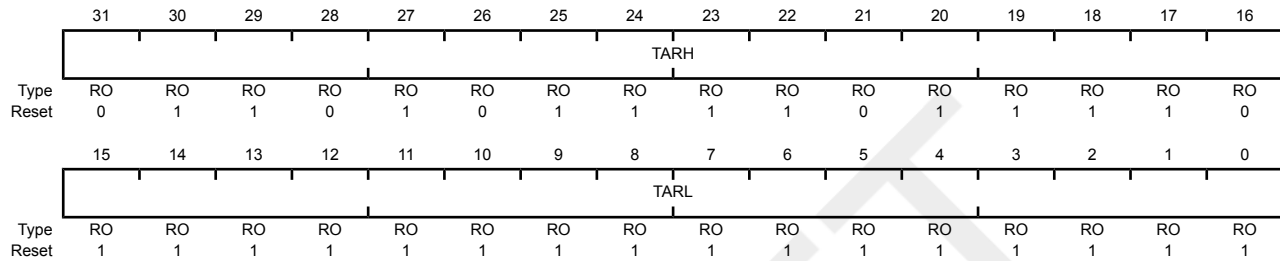 31 30 29 28 27 26 25 24 23 22 21 20 19 18 17 16
TARH
Type RO RO RO RO RO RO RO RO RO RO RO RO RO RO RO RO
Reset 0 1 1 0 1 0 1 1 1 1 0 1 1 1 1 0
15 14 13 12 11 10 9 8 7 6 5 4 3 2 1 0
TARL
Type RO RO RO RO RO RO RO RO RO RO RO RO RO RO RO RO
Reset 1 1 1 1 1 1 1 1 1 1 1 1 1 1 1 1